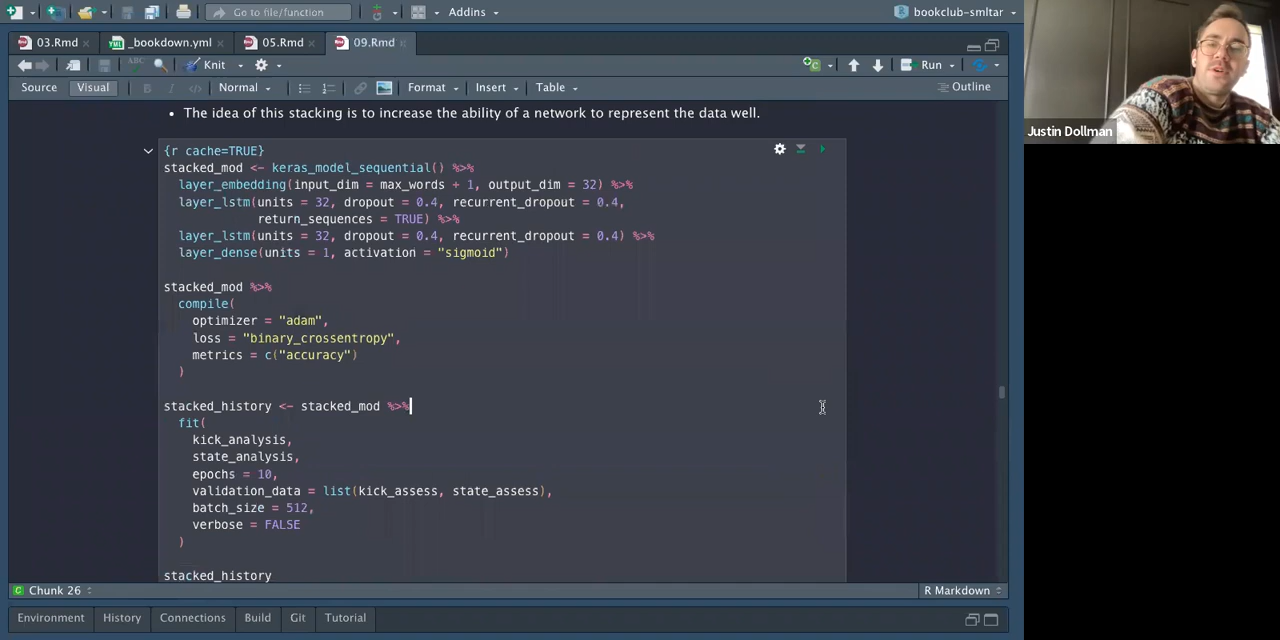 Go to file/function
Addins
bookclub-smltar
03.Rmd
_bookdown.yml
05.Rmd
09.Rmd
ABC
Knit
Run
Source
Visual
B
I
</>
Normal
Format
Insert
Table
Outline
• The idea of this stacking is to increase the ability of a network to represent the data well.
{r cache=TRUE}
stacked_mod <- keras_model_sequential() %>%
layer_embedding(input_dim = max_words + 1, output_dim = 32) %>%
layer_lstm(units = 32, dropout = 0.4, recurrent_dropout = 0.4,
return_sequences = TRUE) %>%
layer_lstm(units = 32, dropout = 0.4, recurrent_dropout = 0.4) %>%
layer_dense(units = 1, activation = "sigmoid")
stacked_mod %>%
compile(
optimizer = "adam",
loss = "binary_crossentropy",
metrics = c("accuracy")
)
stacked_history <- stacked_mod %>%
fit(
kick_analysis,
state_analysis,
epochs = 10,
validation_data = list(kick_assess, state_assess),
batch_size = 512,
verbose = FALSE
)
stacked_history
Chunk 26
R Markdown
Environment
History
Connections
Build
Git
Tutorial
Justin Dollman